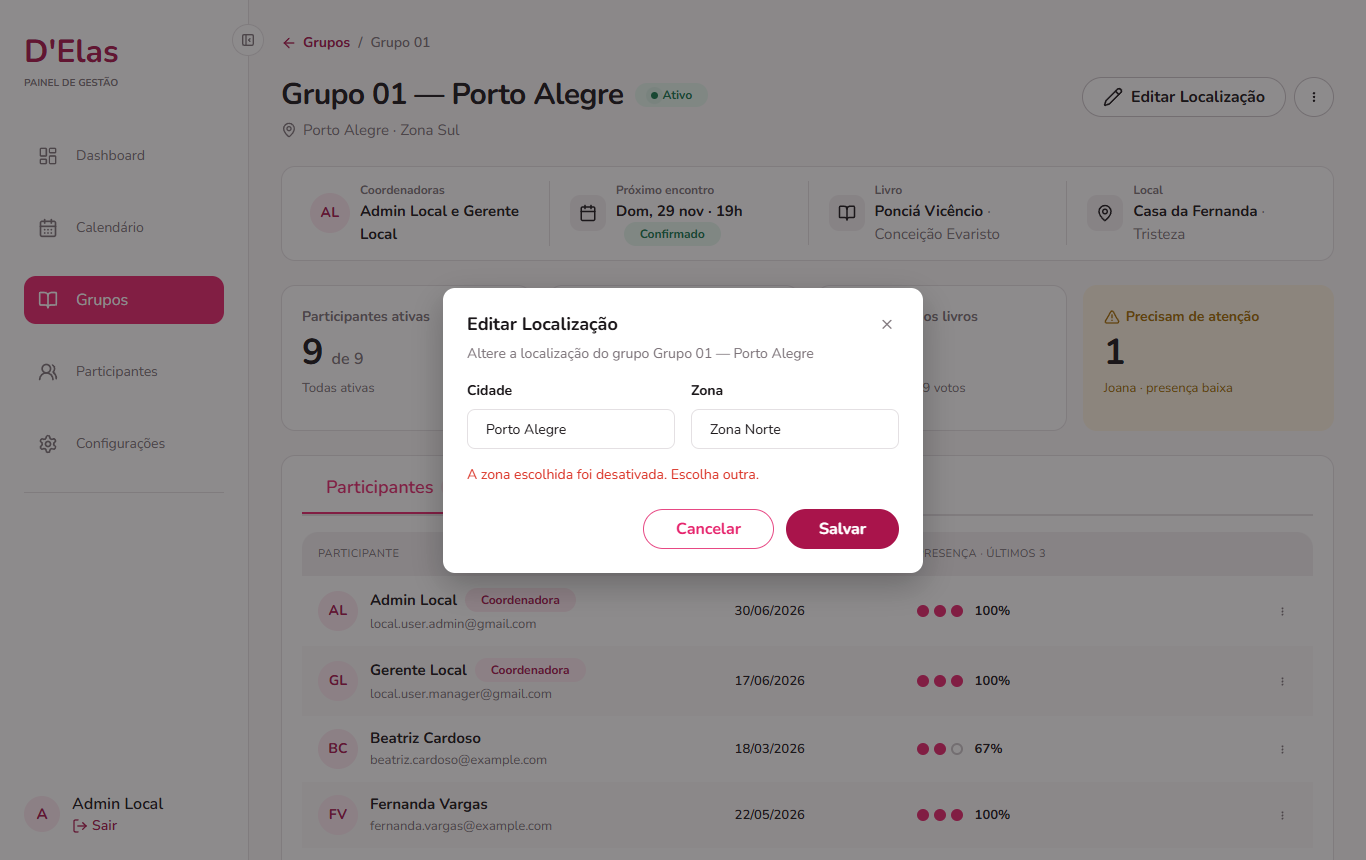 D'Elas
PAINEL DE GESTÃO
Dashboard
Calendário
Grupos
Participantes
Configurações
Admin Local
A
Sair
Grupos / Grupo 01
Grupo 01 — Porto Alegre
Ativo
Porto Alegre · Zona Sul
Editar Localização
AL
Coordenadoras
Admin Local e Gerente
Local
Próximo encontro
Dom, 29 nov · 19h
Confirmado
Livro
Ponciá Vicêncio ·
Conceição Evaristo
Local
Casa da Fernanda ·
Tristeza
Participantes ativas
9 de 9
Todas ativas
os livros
9 votos
Precisam de atenção
1
Joana · presença baixa
Editar Localização
Altere a localização do grupo Grupo 01 — Porto Alegre
Cidade
Zona
Porto Alegre
Zona Norte
A zona escolhida foi desativada. Escolha outra.
Cancelar
Salvar
Participantes
PARTICIPANTE
RESENÇA · ÚLTIMOS 3
AL
Admin Local Coordenadora
local.user.admin@gmail.com
30/06/2026
100%
GL
Gerente Local Coordenadora
local.user.manager@gmail.com
17/06/2026
100%
BC
Beatriz Cardoso
beatriz.cardoso@example.com
18/03/2026
67%
FV
Fernanda Vargas
fernanda.vargas@example.com
22/05/2026
100%